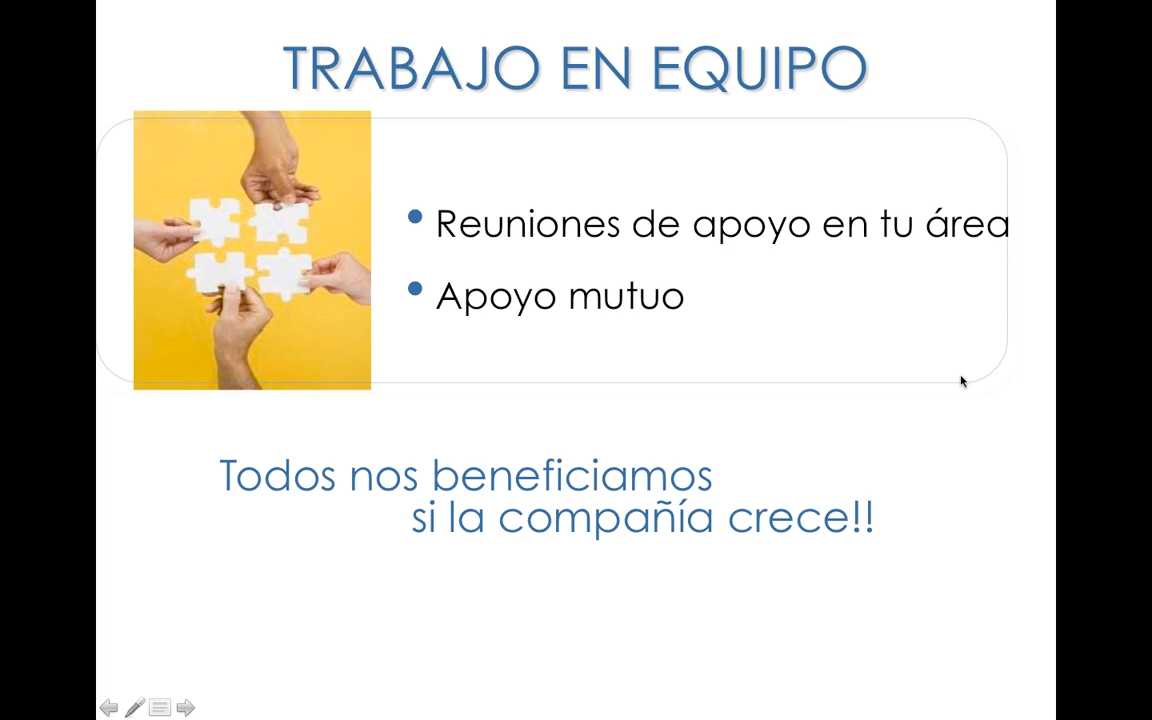 TRABAJO EN EQUIPO
Reuniones de apoyo en tu área
Apoyo mutuo
Todos nos beneficiamos
si la compañía crece!!